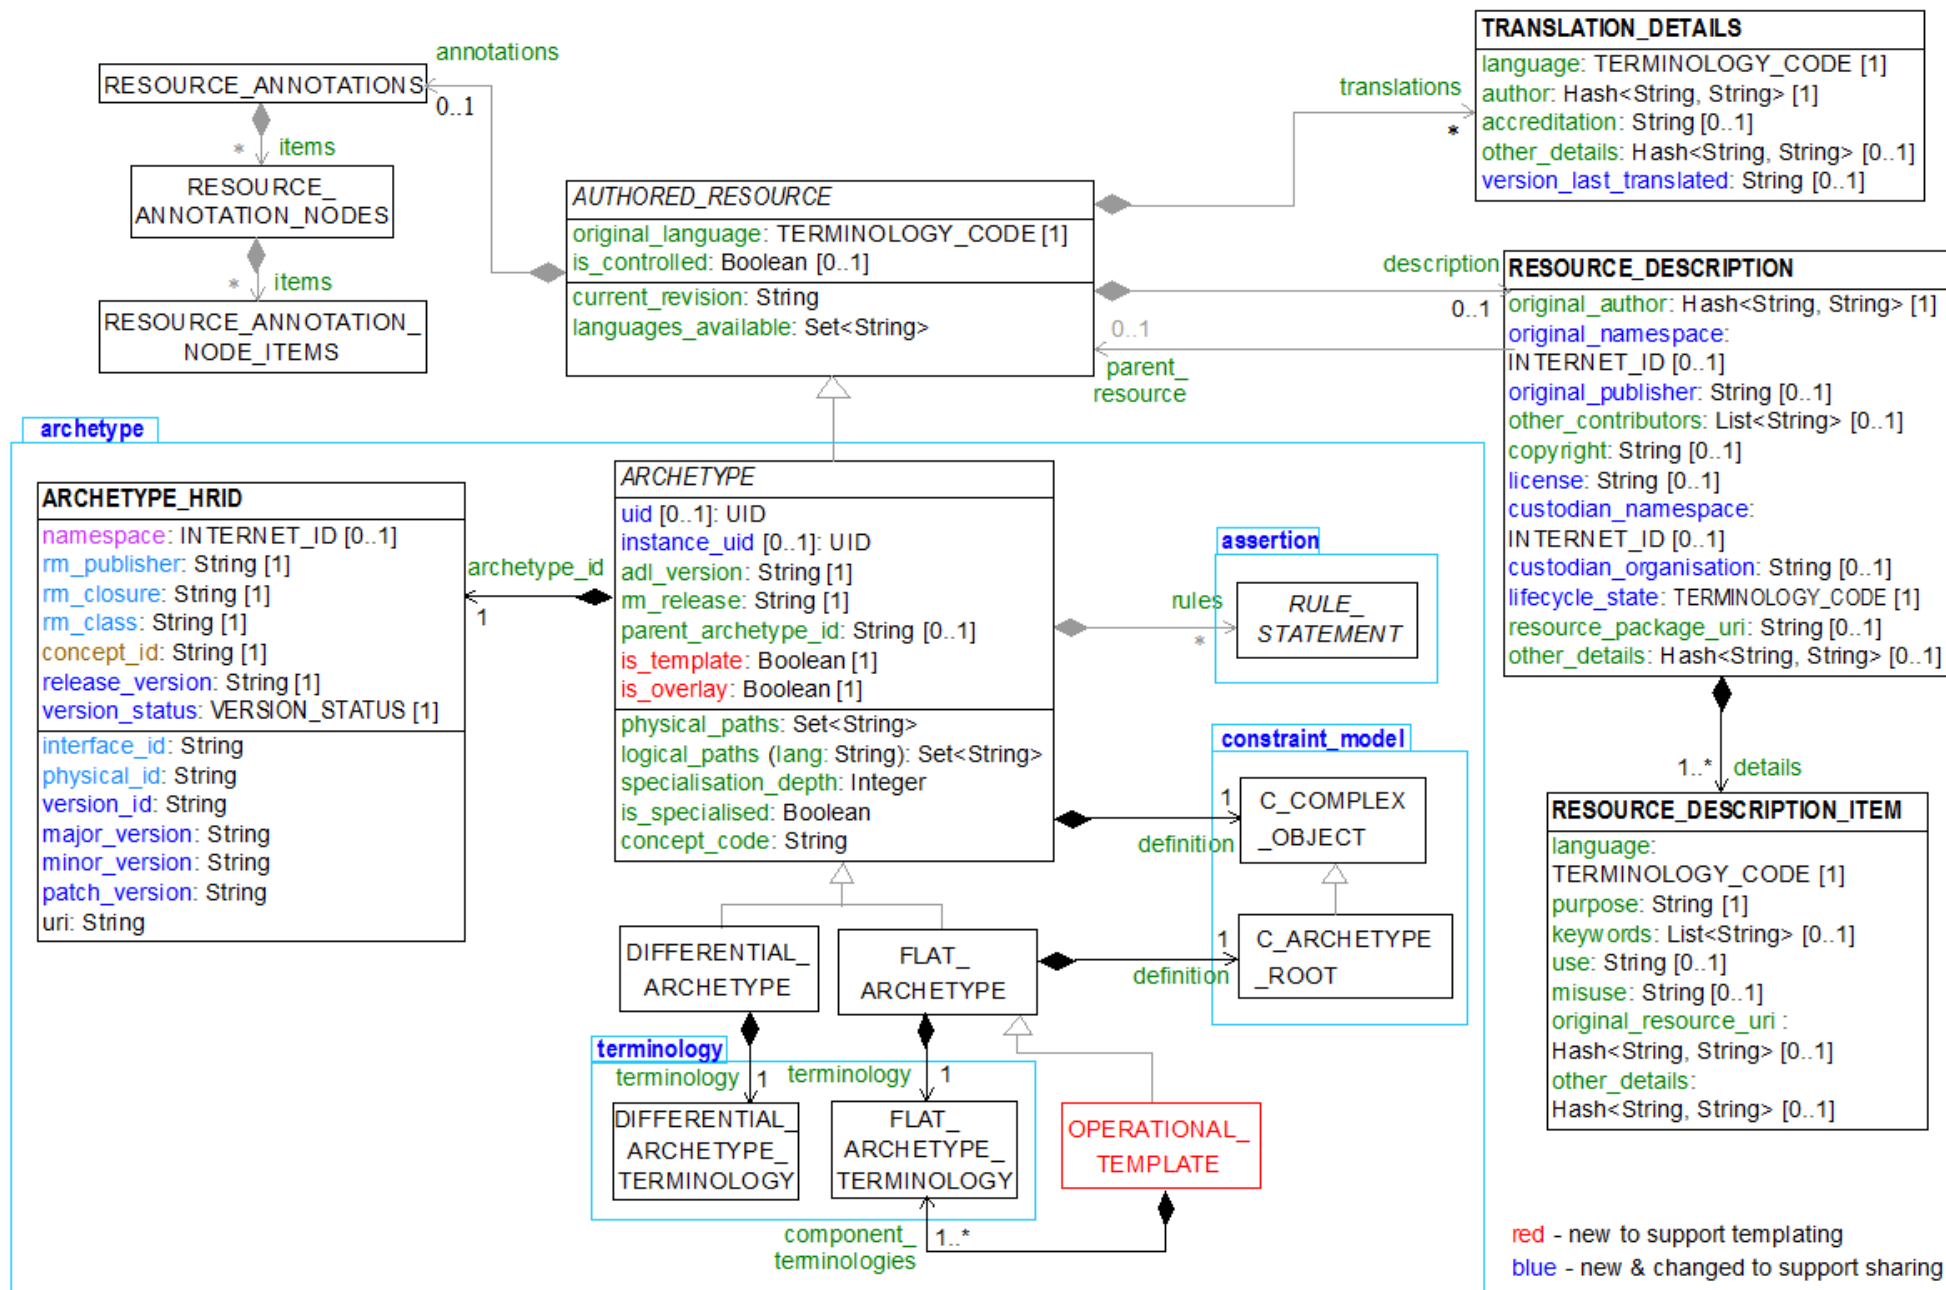 annotations
RESOURCE_ANNOTATIONS
0..1
* items
RESOURCE_
ANNOTATION_NODES
* items
RESOURCE_ANNOTATION_
NODE_ITEMS
AUTHORED_RESOURCE
original_language: TERMINOLOGY_CODE [1]
is_controlled: Boolean [0..1]
current_revision: String
languages_available: Set<String>
translations
*
TRANSLATION_DETAILS
language: TERMINOLOGY_CODE [1]
author: Hash<String, String> [1]
accreditation: String [0..1]
other_details: Hash<String, String> [0..1]
version_last_translated: String [0..1]
description
0..1
0..1
parent_
resource
RESOURCE_DESCRIPTION
original_author: Hash<String, String> [1]
original_namespace:
INTERNET_ID [0..1]
original_publisher: String [0..1]
other_contributors: List<String> [0..1]
copyright: String [0..1]
license: String [0..1]
custodian_namespace:
INTERNET_ID [0..1]
custodian_organisation: String [0..1]
lifecycle_state: TERMINOLOGY_CODE [1]
resource_package_uri: String [0..1]
other_details: Hash<String, String> [0..1]
1..* details
RESOURCE_DESCRIPTION_ITEM
language:
TERMINOLOGY_CODE [1]
purpose: String [1]
keywords: List<String> [0..1]
use: String [0..1]
misuse: String [0..1]
original_resource_uri :
Hash<String, String> [0..1]
other_details:
Hash<String, String> [0..1]
archetype
ARCHETYPE_HRID
namespace: INTERNET_ID [0..1]
rm_publisher: String [1]
rm_closure: String [1]
rm_class: String [1]
concept_id: String [1]
release_version: String [1]
version_status: VERSION_STATUS [1]
interface_id: String
physical_id: String
version_id: String
major_version: String
minor_version: String
patch_version: String
uri: String
archetype_id
1
ARCHETYPE
uid [0..1]: UID
instance_uid [0..1]: UID
adl_version: String [1]
rm_release: String [1]
parent_archetype_id: String [0..1]
is_template: Boolean [1]
is_overlay: Boolean [1]
physical_paths: Set<String>
logical_paths (lang: String): Set<String>
specialisation_depth: Integer
is_specialised: Boolean
concept_code: String
assertion
rules
*
RULE_
STATEMENT
constraint_model
1
definition
C_COMPLEX
_OBJECT
1
definition
C_ARCHETYPE
_ROOT
DIFFERENTIAL_
ARCHETYPE
FLAT_
ARCHETYPE
terminology
terminology 1
terminology 1
DIFFERENTIAL_
ARCHETYPE_
TERMINOLOGY
FLAT_
ARCHETYPE_
TERMINOLOGY
OPERATIONAL_
TEMPLATE
component_
terminologies
1..*
red - new to support templating
blue - new & changed to support sharing